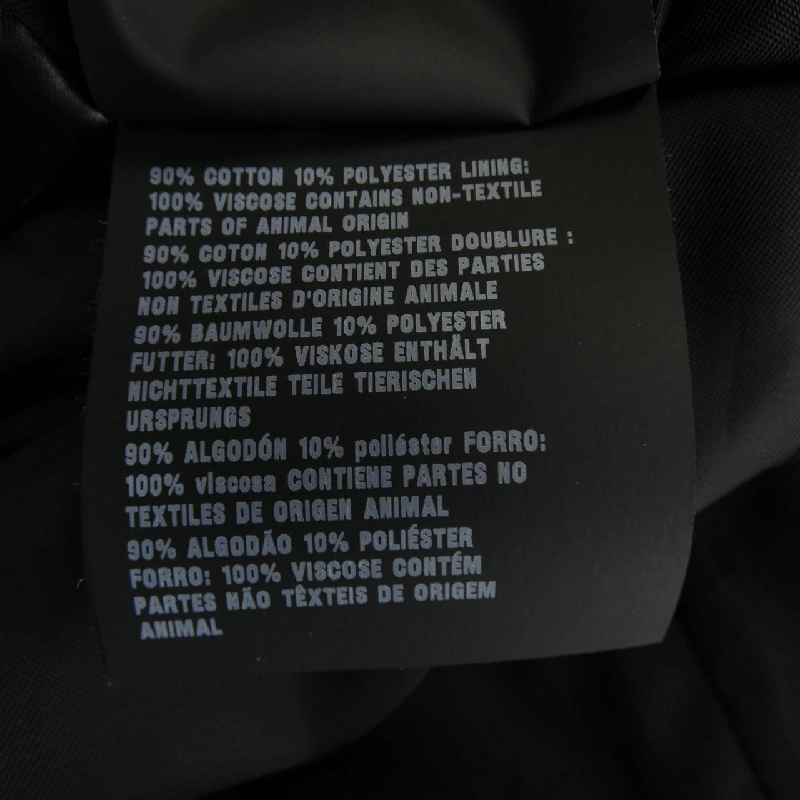 90% COTTON 10% POLYESTER LINING:
100% VISCOSE CONTAINS NON-TEXTILE
PARTS OF ANIMAL ORIGIN
90% COTON 10% POLYESTER DOUBLURE :
100% VISCOSE CONTIENT DES PARTIES
NON TEXTILES D'ORIGINE ANIMALE
90% BAUMWOLLE 10% POLYESTER
FUTTER: 100% VISKOSE ENTHÄLT
NICHTTEXTILE TEILE TIERISCHEN
URSPRUNGS
90% ALGODÓN 10% poliéster FORRO:
100% viscosa CONTIENE PARTES NO
TEXTILES DE ORIGEN ANIMAL
90% ALGODÃO 10% POLIÉSTER
FORRO: 100% VISCOSE CONTÉM
PARTES NÃO TÊXTEIS DE ORIGEM
ANIMAL